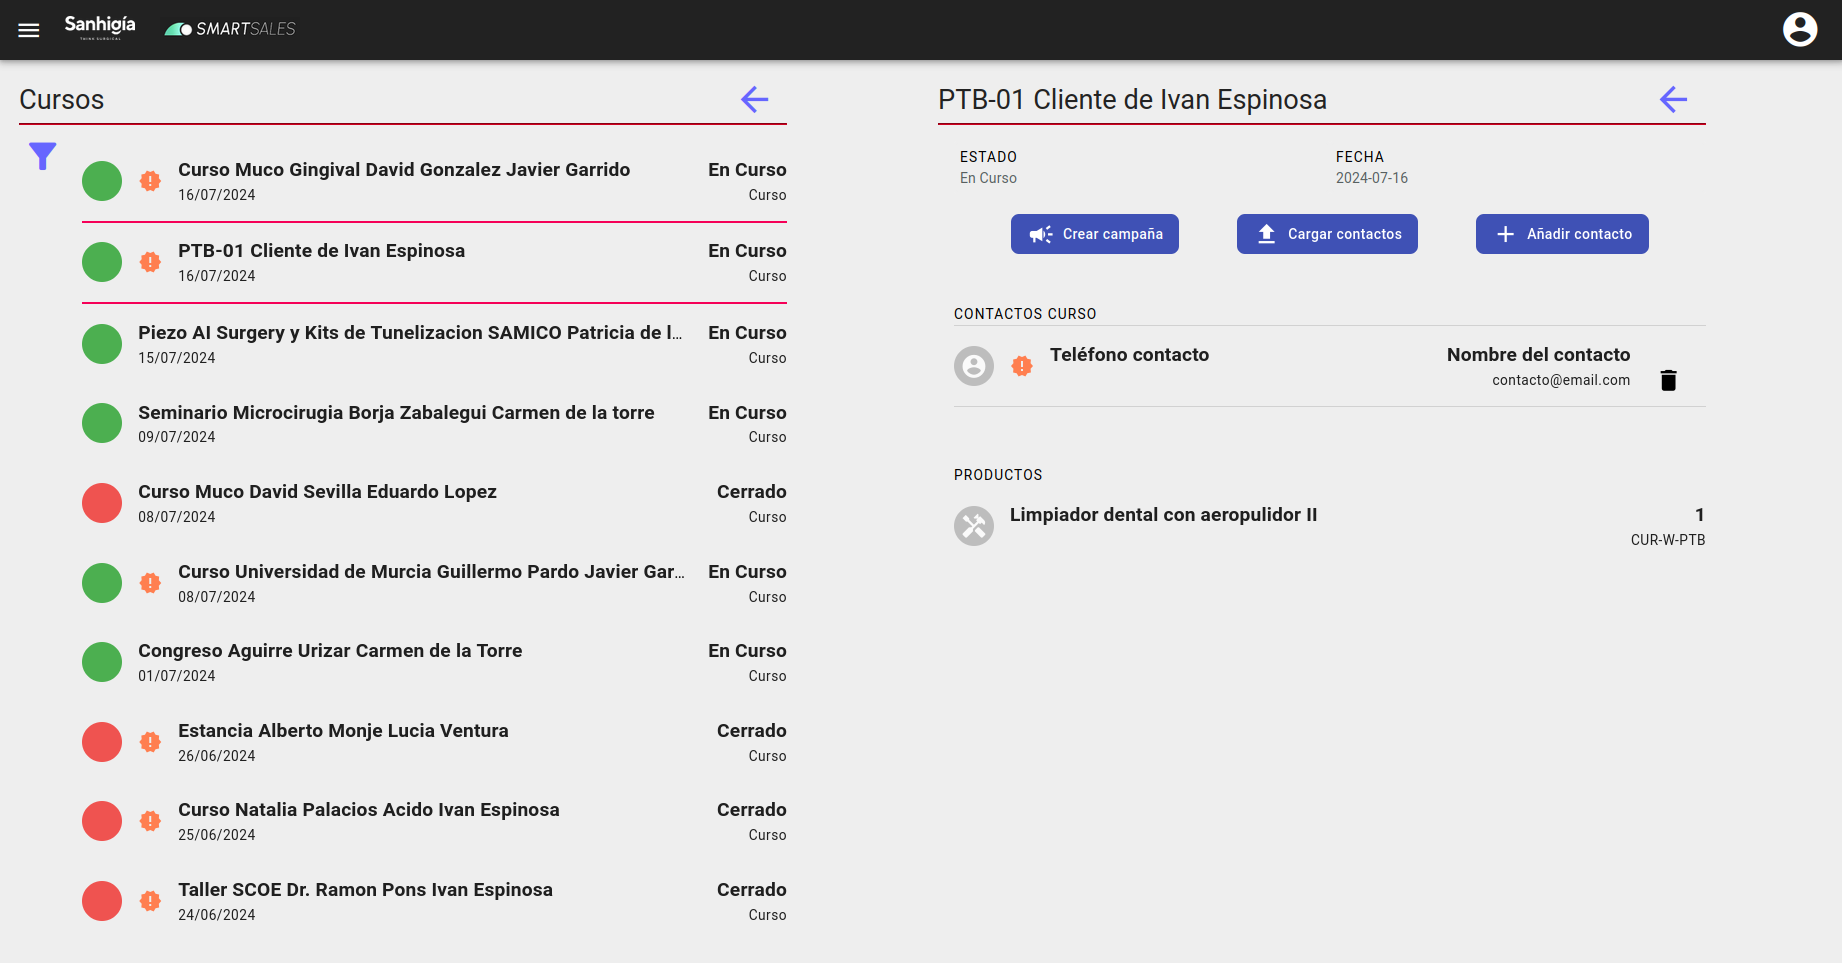 Sanhigía
THINK SURGICAL
SMARTSALES
Cursos
Curso Muco Gingival David Gonzalez Javier Garrido
En Curso
16/07/2024
Curso
PTB-01 Cliente de Ivan Espinosa
En Curso
16/07/2024
Curso
Piezo AI Surgery y Kits de Tunelizacion SAMICO Patricia de l...
En Curso
15/07/2024
Curso
Seminario Microcirugia Borja Zabalegui Carmen de la torre
En Curso
09/07/2024
Curso
Curso Muco David Sevilla Eduardo Lopez
Cerrado
08/07/2024
Curso
Curso Universidad de Murcia Guillermo Pardo Javier Gar...
En Curso
08/07/2024
Curso
Congreso Aguirre Urizar Carmen de la Torre
En Curso
01/07/2024
Curso
Estancia Alberto Monje Lucia Ventura
Cerrado
26/06/2024
Curso
Curso Natalia Palacios Acido Ivan Espinosa
Cerrado
25/06/2024
Curso
Taller SCOE Dr. Ramon Pons Ivan Espinosa
Cerrado
24/06/2024
Curso
PTB-01 Cliente de Ivan Espinosa
ESTADO
En Curso
FECHA
2024-07-16
Crear campaña
Cargar contactos
Añadir contacto
CONTACTOS CURSO
Teléfono contacto
Nombre del contacto
contacto@email.com
PRODUCTOS
Limpiador dental con aeropulidor II
1
CUR-W-PTB